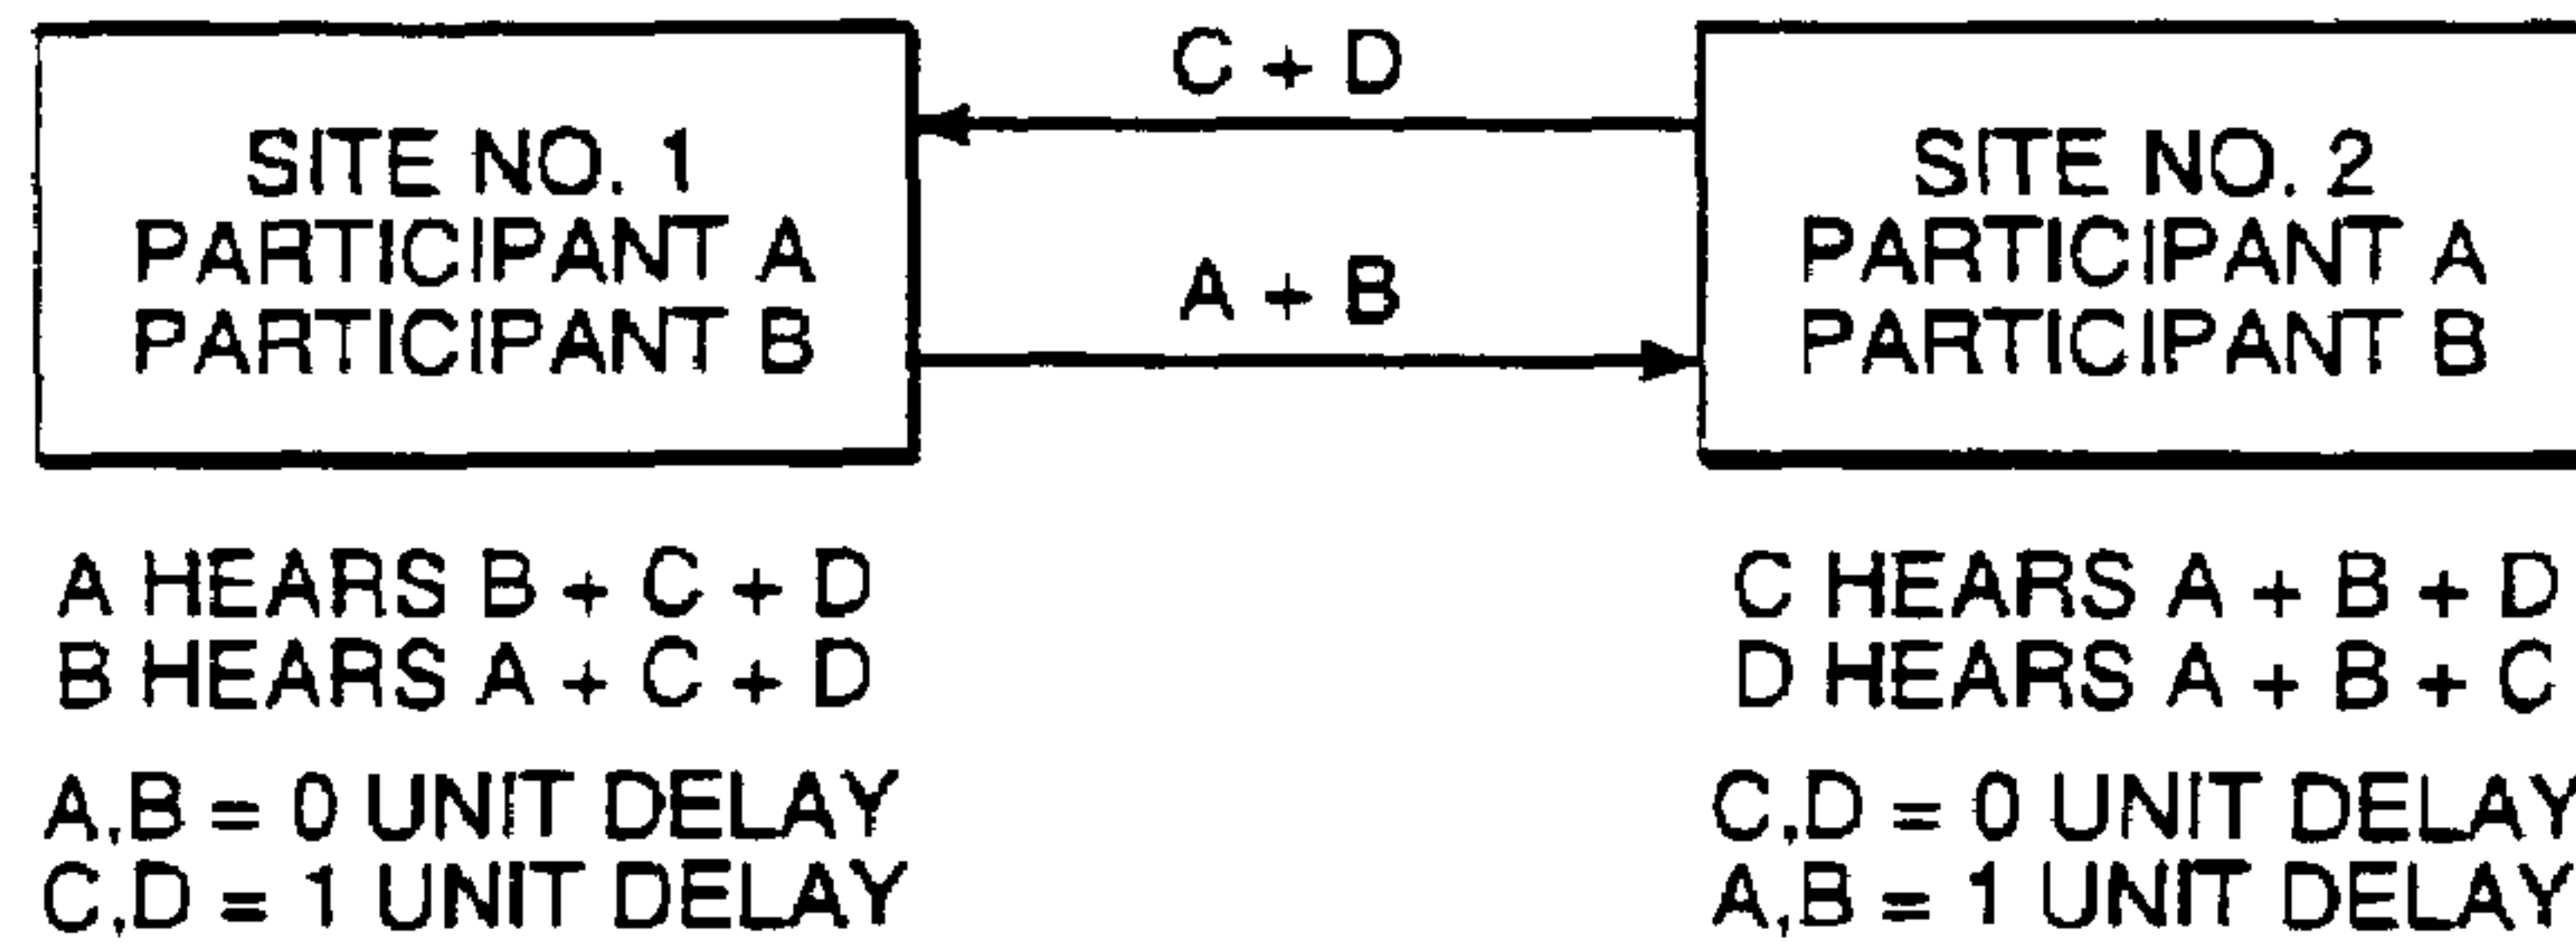 C + D
SITE NO. 1
PARTICIPANT A
PARTICIPANT B
A + B
SITE NO. 2
PARTICIPANT A
PARTICIPANT B
A HEARS B + C + D
B HEARS A + C + D
A,B = 0 UNIT DELAY
C,D = 1 UNIT DELAY
C HEARS A + B + D
D HEARS A + B + C
C,D = 0 UNIT DELAY
A,B = 1 UNIT DELAY